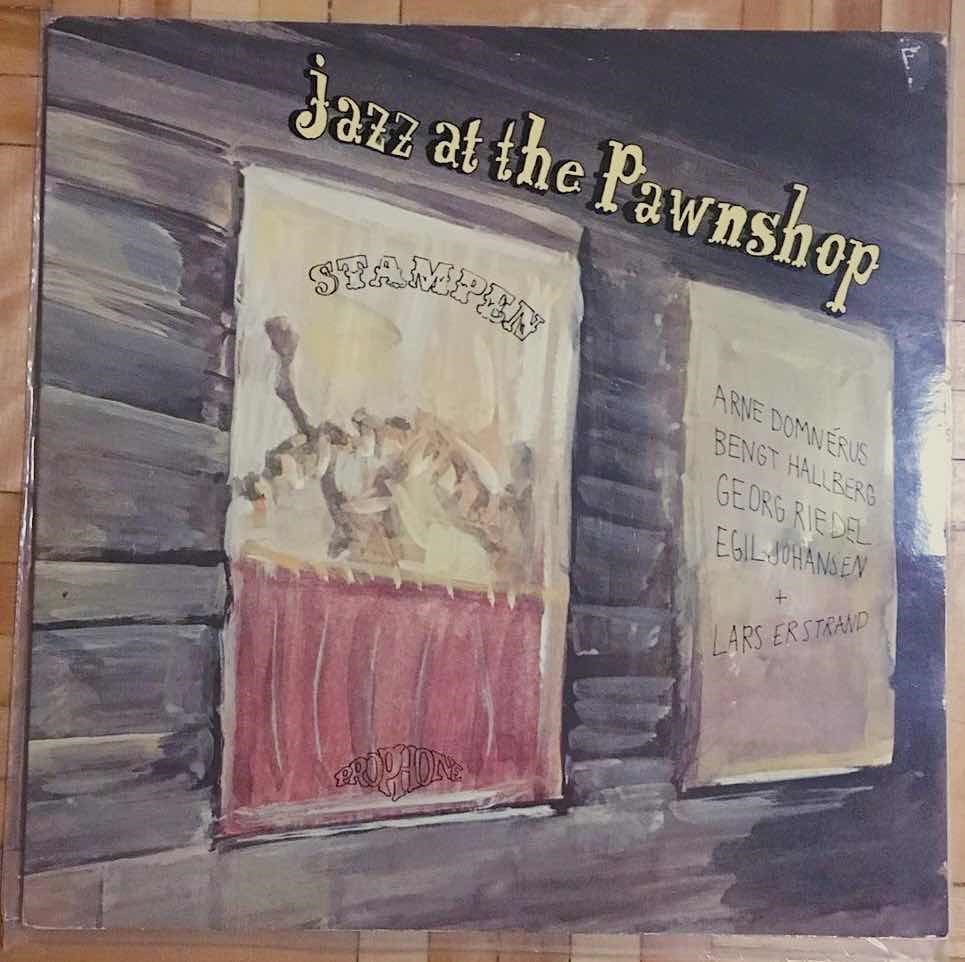 jazz at the Pawnshop
STAMPEN
ARNE DOMNÉRUS
BENGT HALLBERG
GEORG RIEDEL
EGIL JOHANSEN
+
LARS ERSTRAND
PROPHONE